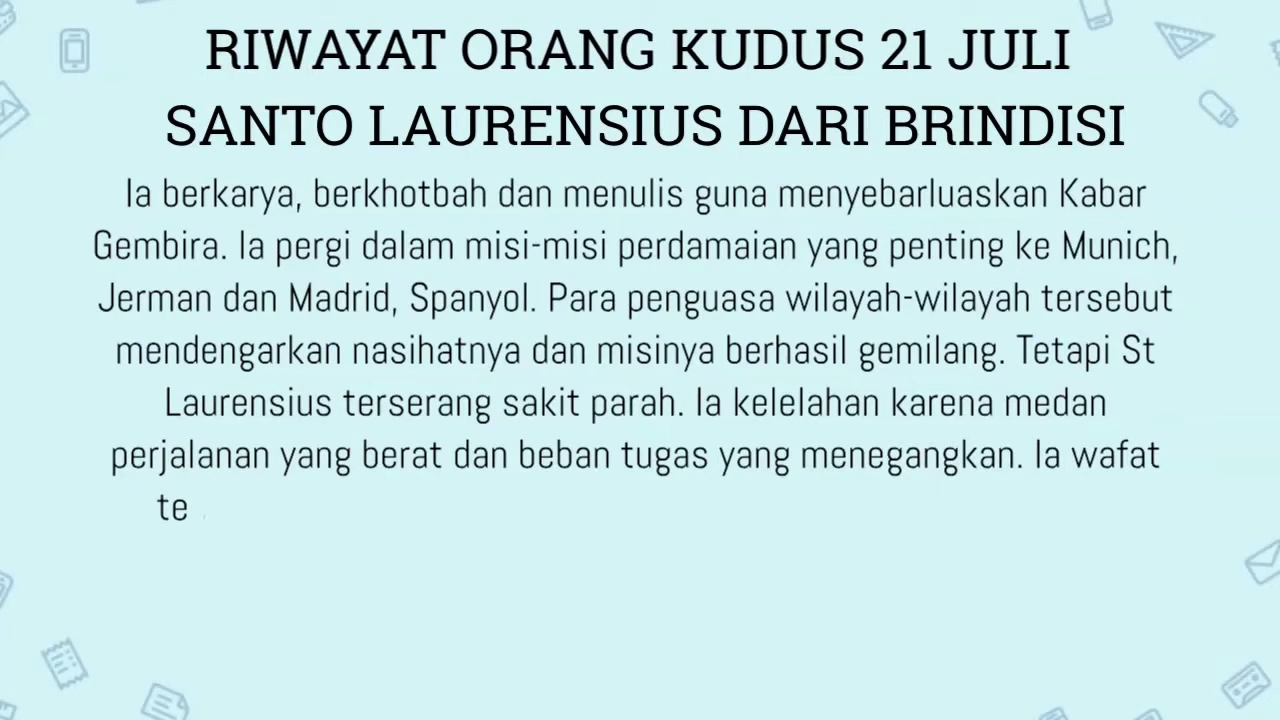 RIWAYAT ORANG KUDUS 21 JULI
SANTO LAURENSIUS DARI BRINDISI
Ia berkarya, berkhotbah dan menulis guna menyebarluaskan Kabar
Gembira. Ia pergi dalam misi-misi perdamaian yang penting ke Munich,
Jerman dan Madrid, Spanyol. Para penguasa wilayah-wilayah tersebut
mendengarkan nasihatnya dan misinya berhasil gemilang. Tetapi St
Laurensius terserang sakit parah. Ia kelelahan karena medan
perjalanan yang berat dan beban tugas yang menegangkan. Ia wafat
te